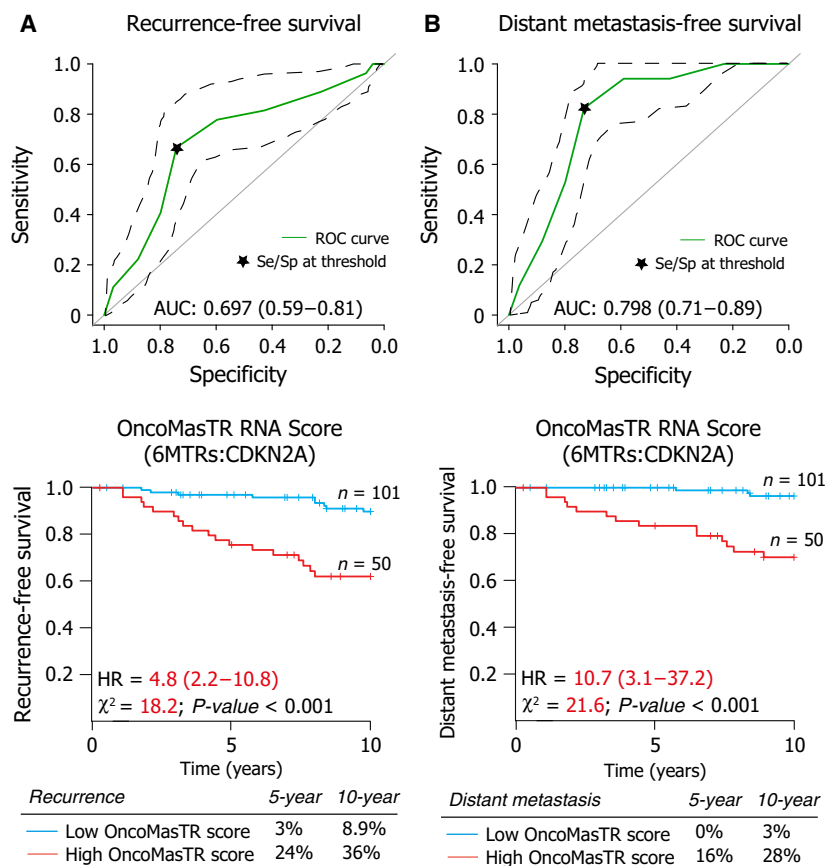 A Recurrence-free survival
1.0
0.8
0.6
0.4
0.2
0
Sensitivity
ROC curve
Se/Sp at threshold
AUC: 0.697 (0.59–0.81)
1.0 0.8 0.6 0.4 0.2 0.0
Specificity
B Distant metastasis-free survival
1.0
0.8
0.6
0.4
0.2
0
Sensitivity
ROC curve
Se/Sp at threshold
AUC: 0.798 (0.71–0.89)
1.0 0.8 0.6 0.4 0.2 0.0
Specificity
OncoMasTR RNA Score
(6MTRs:CDKN2A)
1.0
0.8
0.6
0.4
0.2
Recurrence-free survival
n = 101
n = 50
HR = 4.8 (2.2–10.8)
χ² = 18.2; P-value < 0.001
0 5 10
Time (years)
Recurrence 5-year 10-year
Low OncoMasTR score 3% 8.9%
High OncoMasTR score 24% 36%
OncoMasTR RNA Score
(6MTRs:CDKN2A)
1.0
0.8
0.6
0.4
0.2
Distant metastasis-free survival
n = 101
n = 50
HR = 10.7 (3.1–37.2)
χ² = 21.6; P-value < 0.001
0 5 10
Time (years)
Distant metastasis 5-year 10-year
Low OncoMasTR score 0% 3%
High OncoMasTR score 16% 28%